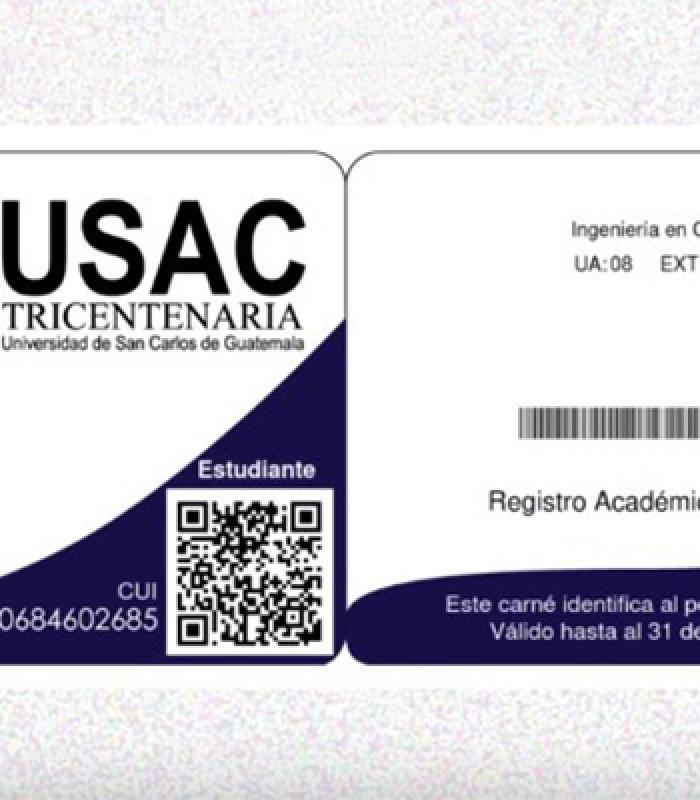 USAC
TRICENTENARIA
Universidad de San Carlos de Guatemala
Estudiante
CUI
0684602685
Ingeniería en C
UA:08 EXT
Registro Académi
Este carné identifica al p
Válido hasta al 31 de